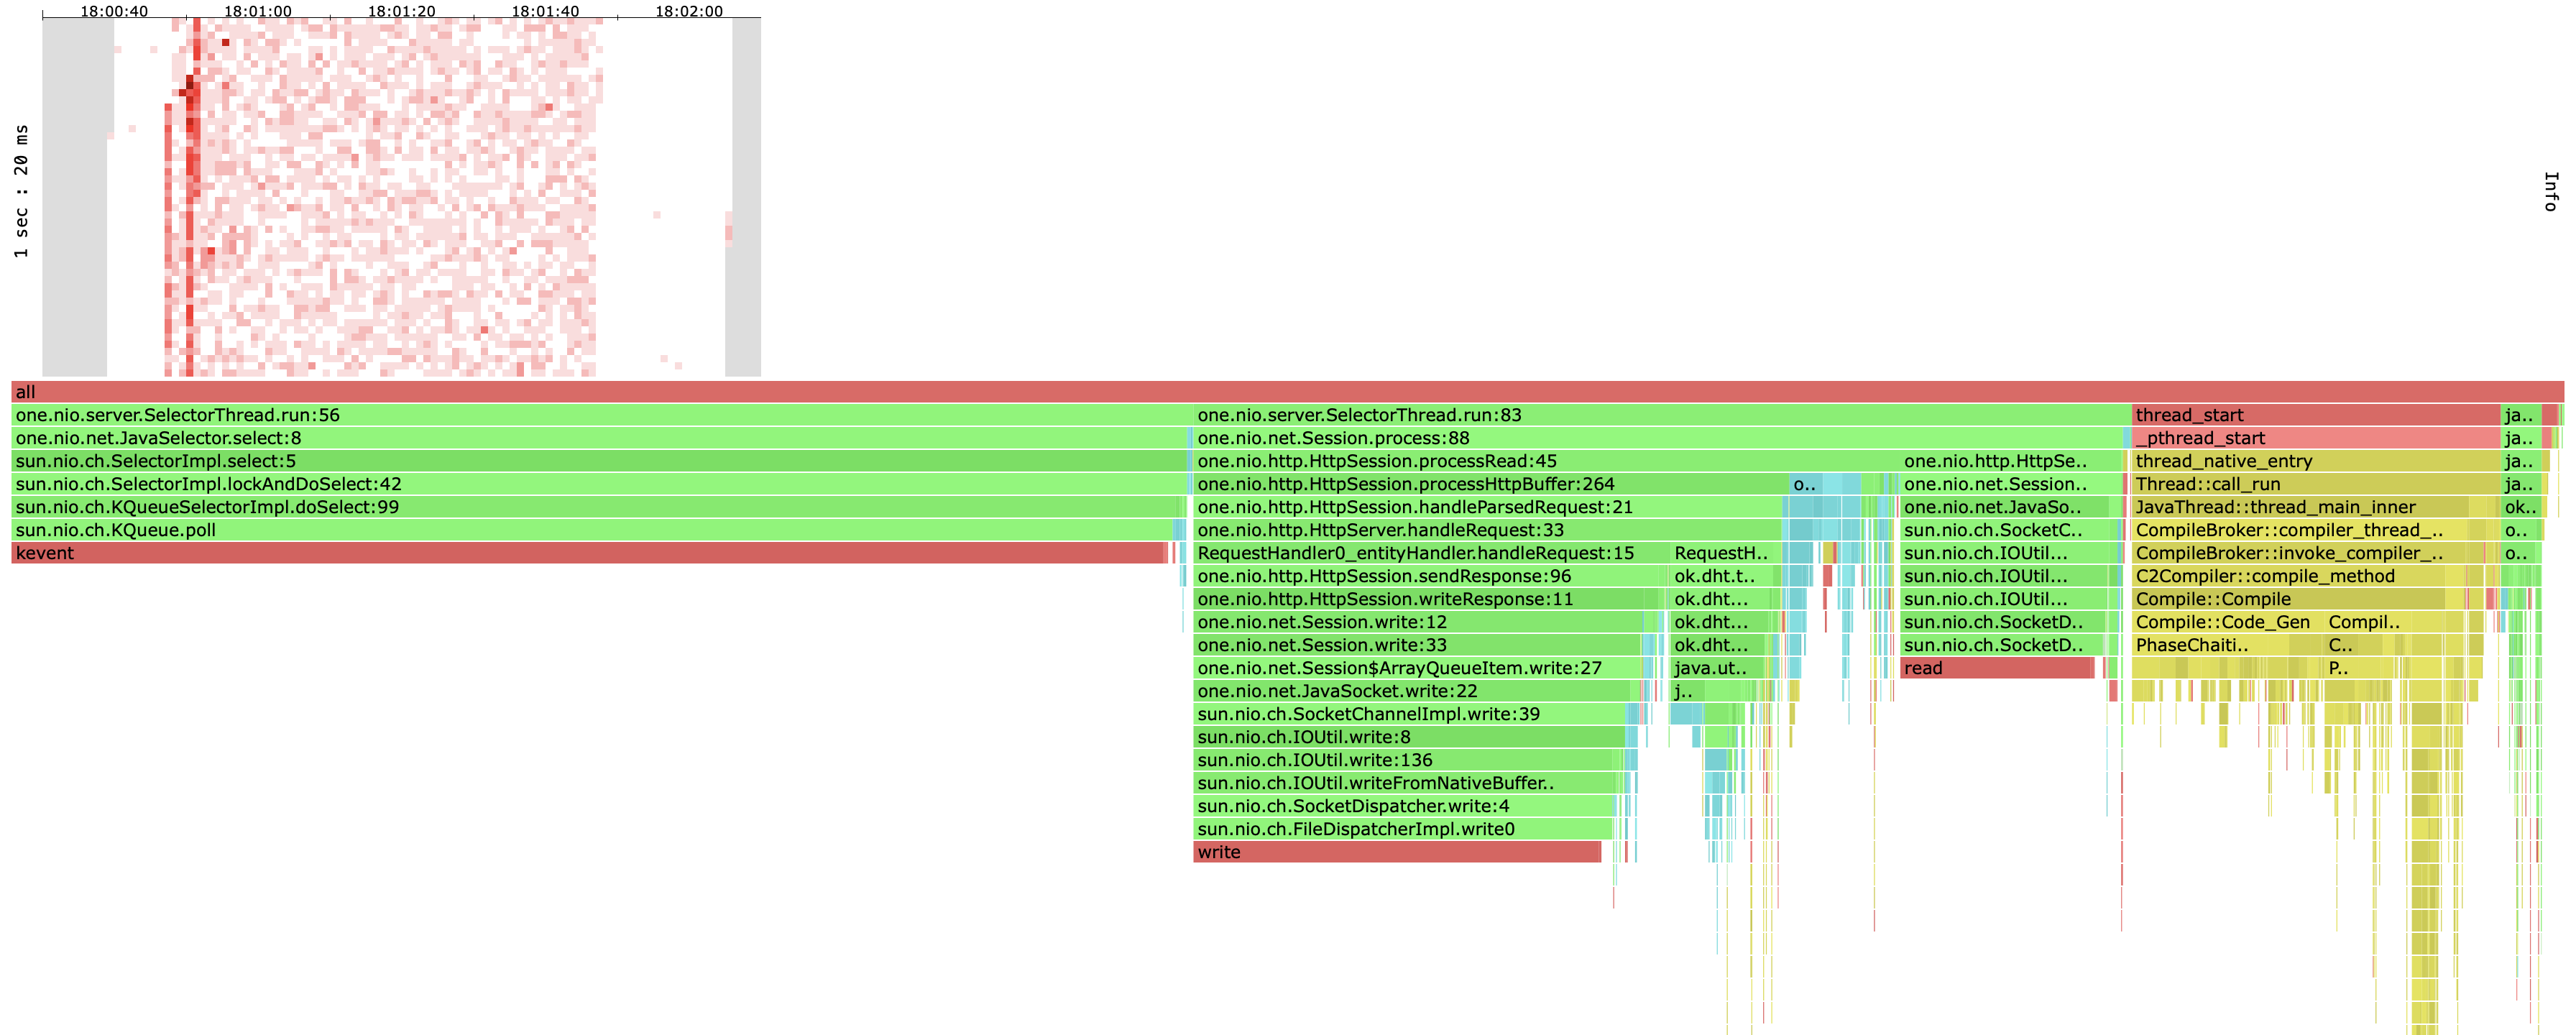 18:00:40 18:01:00 18:01:20 18:01:40 18:02:00
1 sec : 20 ms
Info
all
one.nio.server.SelectorThread.run:56 one.nio.server.SelectorThread.run:83 thread_start ja..
one.nio.net.JavaSelector.select:8 one.nio.net.Session.process:88 _pthread_start ja..
sun.nio.ch.SelectorImpl.select:5 one.nio.http.HttpSession.processRead:45 one.nio.http.HttpSe.. thread_native_entry ja..
sun.nio.ch.SelectorImpl.lockAndDoSelect:42 one.nio.http.HttpSession.processHttpBuffer:264 o.. one.nio.net.Session.. Thread::call_run ja..
sun.nio.ch.KQueueSelectorImpl.doSelect:99 one.nio.http.HttpSession.handleParsedRequest:21 one.nio.net.JavaSo.. JavaThread::thread_main_inner ok..
sun.nio.ch.KQueue.poll one.nio.http.HttpServer.handleRequest:33 sun.nio.ch.SocketC.. CompileBroker::compiler_thread_.. o..
kevent RequestHandler0_entityHandler.handleRequest:15 RequestH.. sun.nio.ch.IOUtil... CompileBroker::invoke_compiler_.. o..
one.nio.http.HttpSession.sendResponse:96 ok.dht.t.. sun.nio.ch.IOUtil... C2Compiler::compile_method
one.nio.http.HttpSession.writeResponse:11 ok.dht... sun.nio.ch.IOUtil... Compile::Compile
one.nio.net.Session.write:12 ok.dht... sun.nio.ch.SocketD.. Compile::Code_Gen Compil..
one.nio.net.Session.write:33 ok.dht... sun.nio.ch.SocketD.. PhaseChaiti.. C..
one.nio.net.Session$ArrayQueueItem.write:27 java.ut.. read P..
one.nio.net.JavaSocket.write:22 j..
sun.nio.ch.SocketChannelImpl.write:39
sun.nio.ch.IOUtil.write:8
sun.nio.ch.IOUtil.write:136
sun.nio.ch.IOUtil.writeFromNativeBuffer..
sun.nio.ch.SocketDispatcher.write:4
sun.nio.ch.FileDispatcherImpl.write0
write